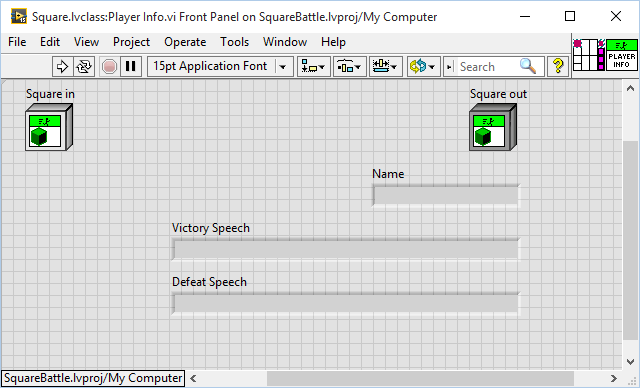 Square.lvclass:Player Info.vi Front Panel on SquareBattle.lvproj/My Computer
File Edit View Project Operate Tools Window Help
15pt Application Font Search ? PLAYER INFO
Square in
Square out
Name
Victory Speech
Defeat Speech
SquareBattle.lvproj/My Computer